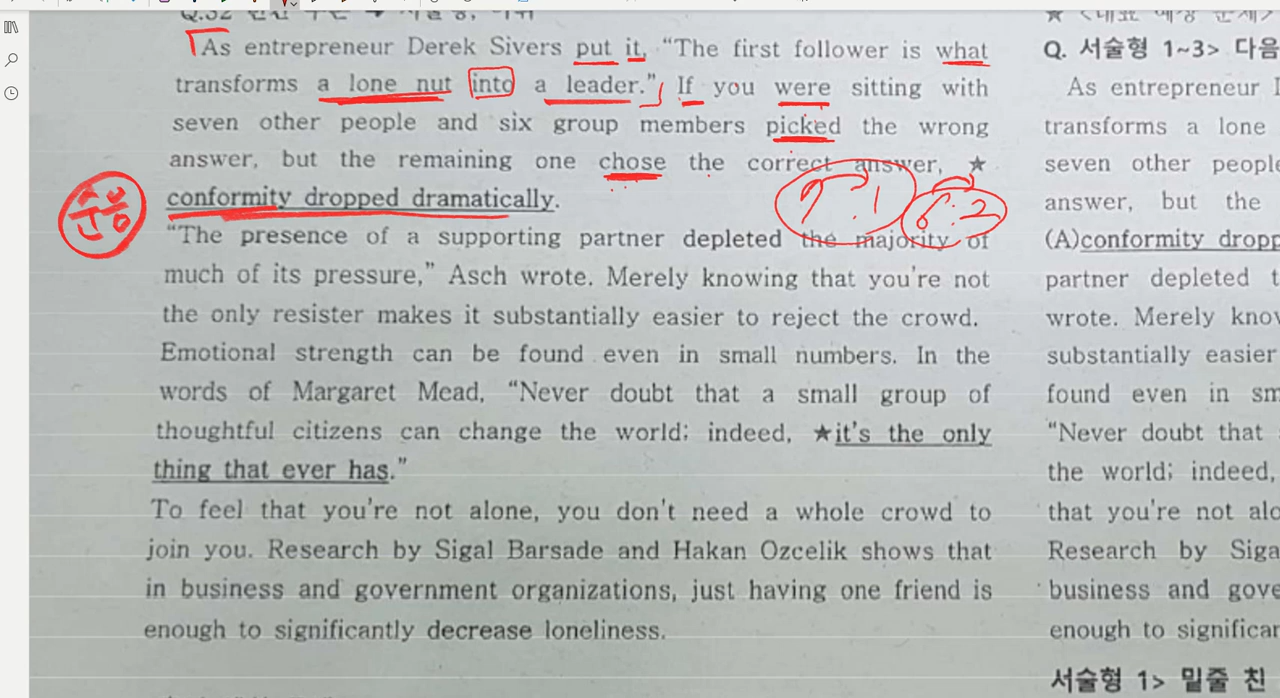 As entrepreneur Derek Sivers put it, “The first follower is what
transforms a lone nut into a leader.” If you were sitting with
seven other people and six group members picked the wrong
answer, but the remaining one chose the correct answer, ★
conformity dropped dramatically.
순응
7:1
6:2
“The presence of a supporting partner depleted the majority of
much of its pressure,” Asch wrote. Merely knowing that you're not
the only resister makes it substantially easier to reject the crowd.
Emotional strength can be found even in small numbers. In the
words of Margaret Mead, “Never doubt that a small group of
thoughtful citizens can change the world; indeed, ★it's the only
thing that ever has.”
To feel that you're not alone, you don't need a whole crowd to
join you. Research by Sigal Barsade and Hakan Ozcelik shows that
in business and government organizations, just having one friend is
enough to significantly decrease loneliness.
Q. 서술형 1~3> 다음
As entrepreneur
transforms a lone
seven other people
answer, but the
(A)conformity dropp
partner depleted t
wrote. Merely know
substantially easier
found even in sm
“Never doubt that
the world; indeed,
that you're not alo
Research by Siga
business and gove
enough to significan
서술형 1> 밑줄 친